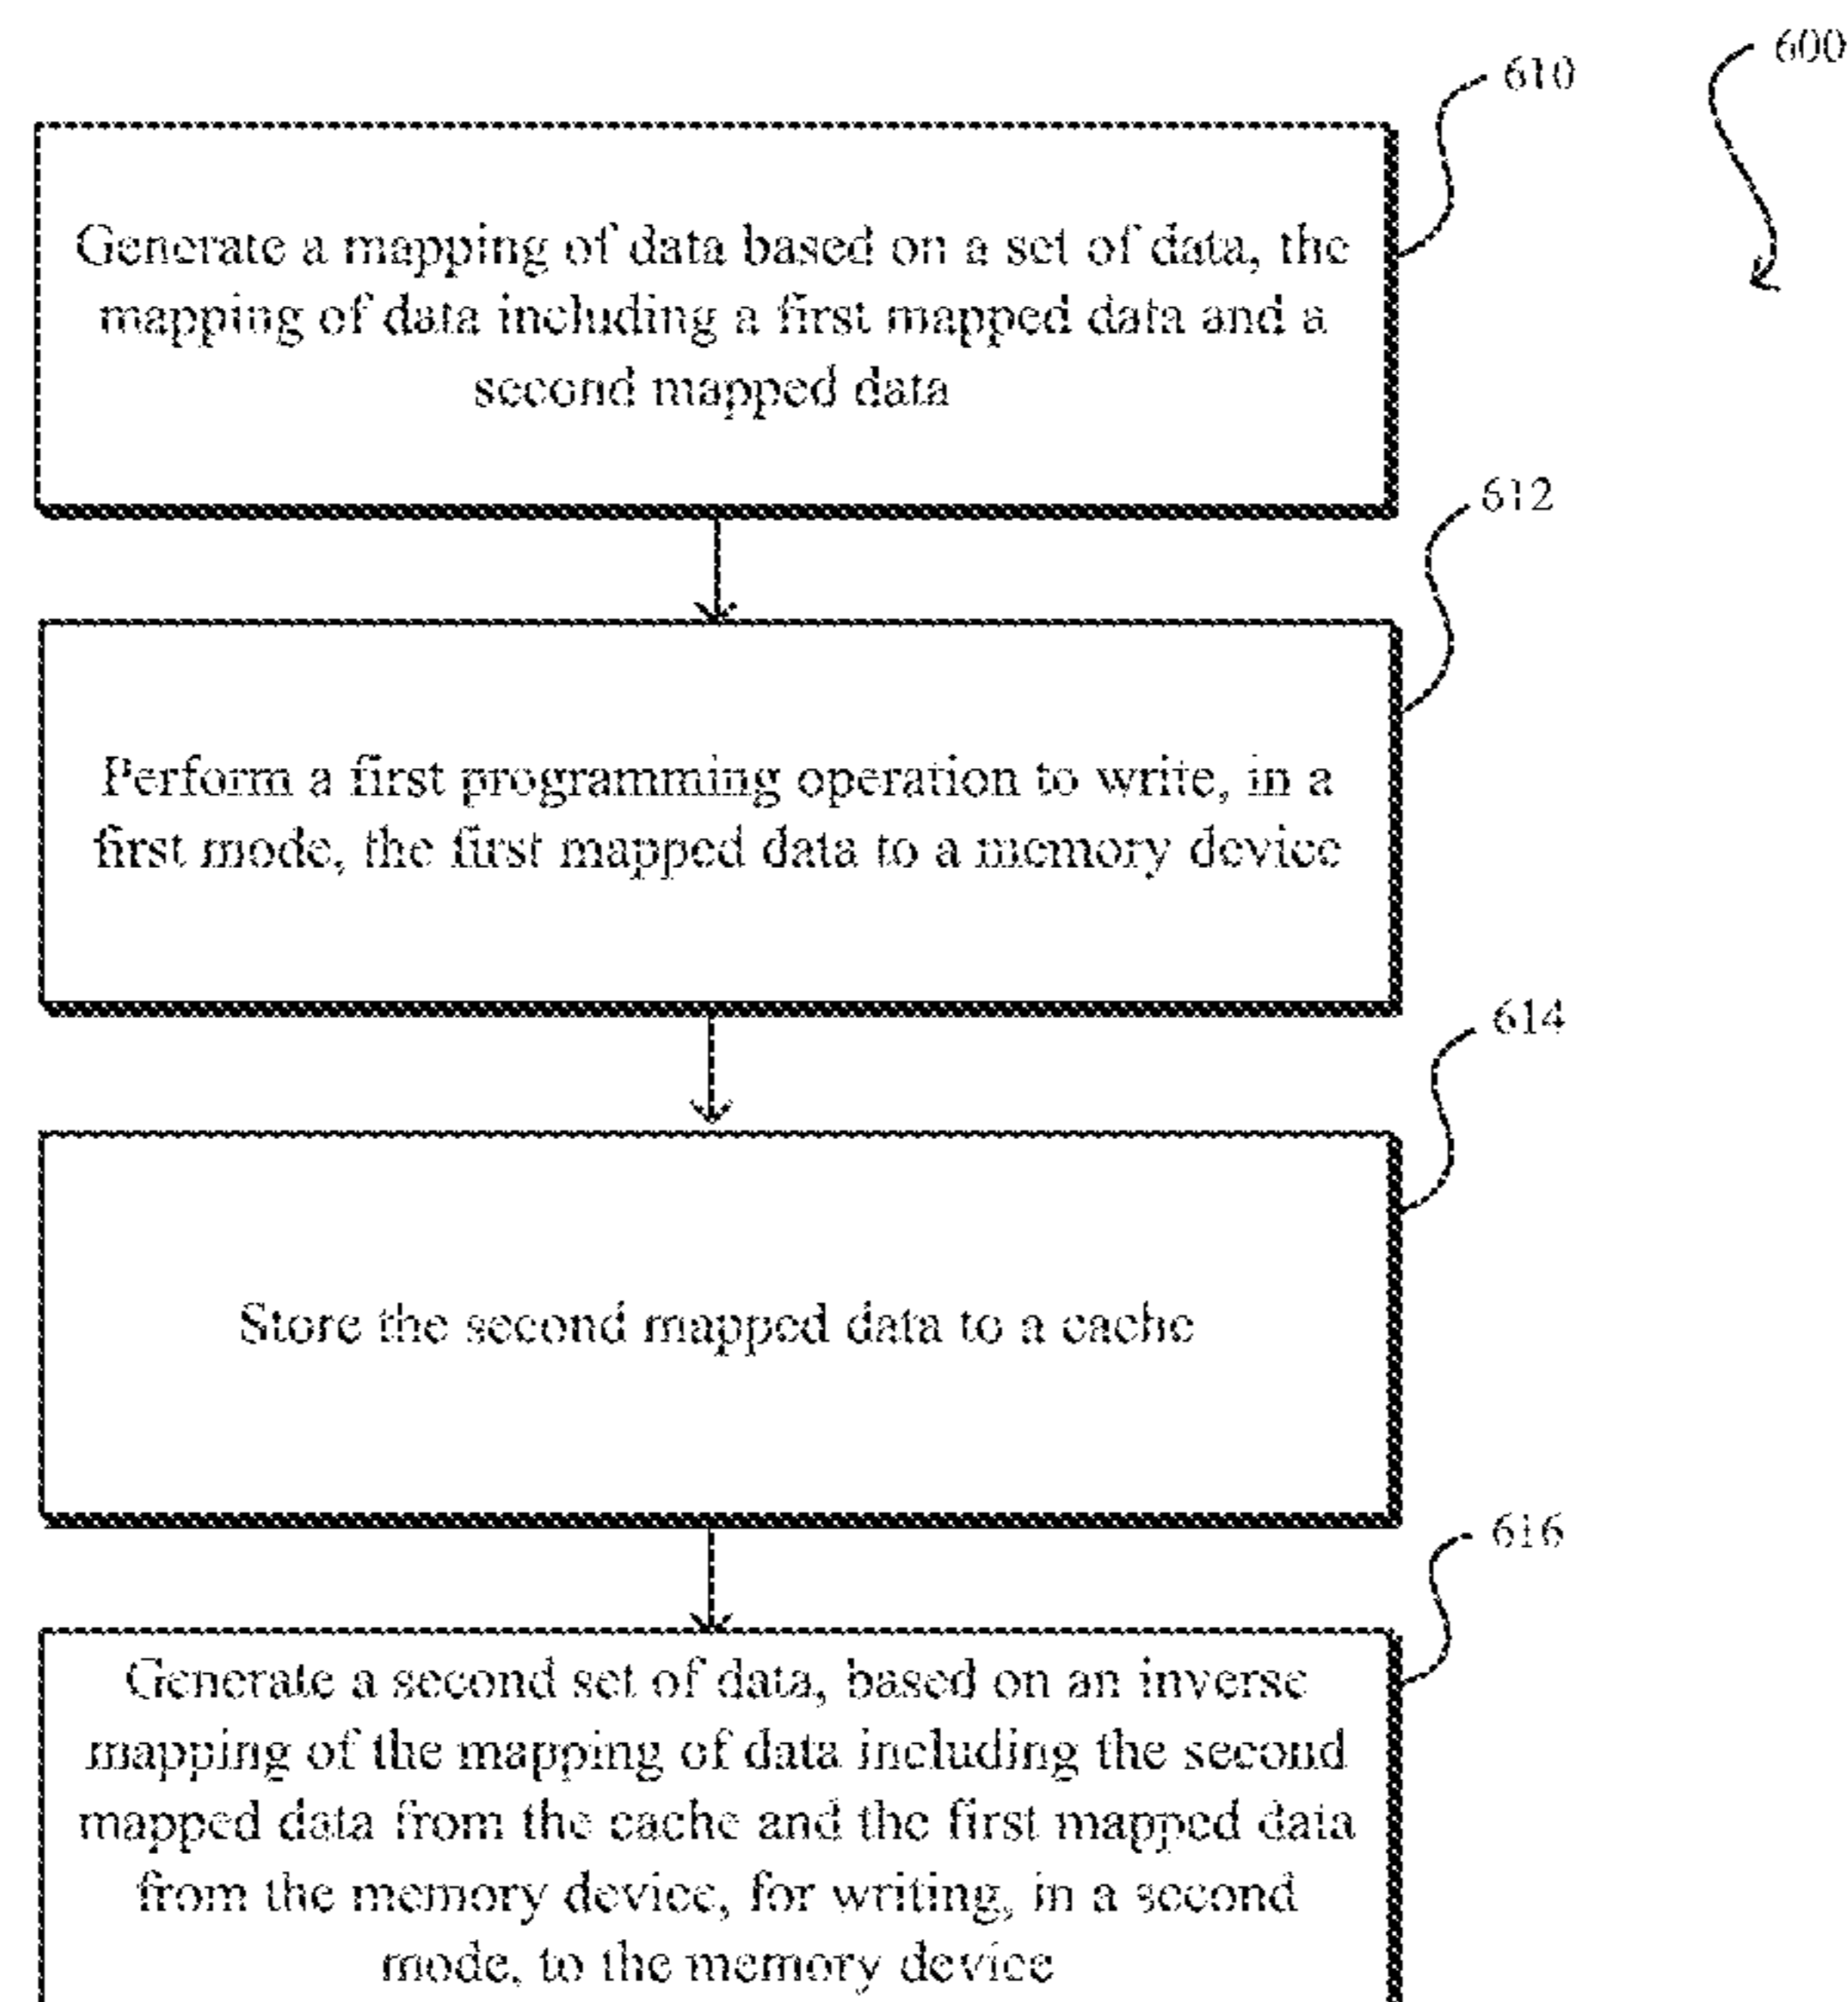 600
610
Generate a mapping of data based on a set of data, the
mapping of data including a first mapped data and a
second mapped data
612
Perform a first programming operation to write, in a
first mode, the first mapped data to a memory device
614
Store the second mapped data to a cache
616
Generate a second set of data, based on an inverse
mapping of the mapping of data including the second
mapped data from the cache and the first mapped data
from the memory device, for writing, in a second
mode, to the memory device